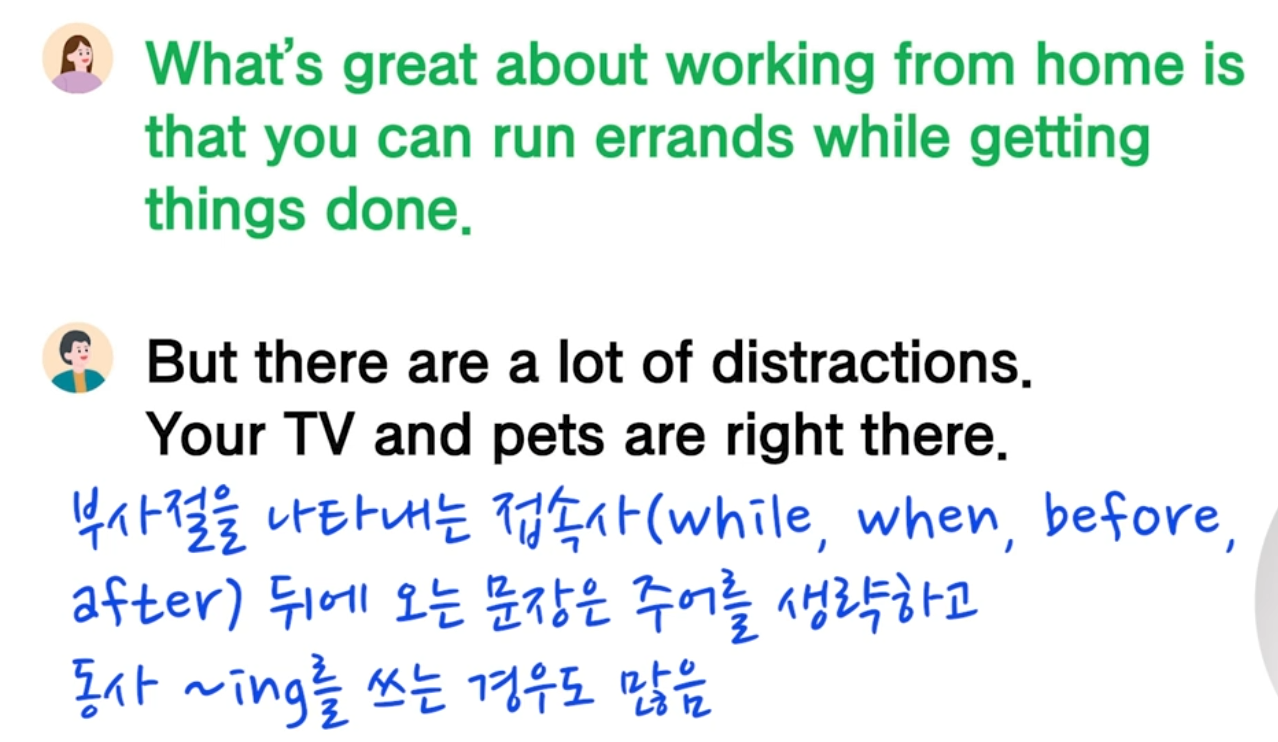 What's great about working from home is
that you can run errands while getting
things done.
But there are a lot of distractions.
Your TV and pets are right there.
부사절을 나타내는 접속사(while, when, before,
after) 뒤에 오는 문장은 주어를 생략하고
동사 ~ing를 쓰는 경우도 많음